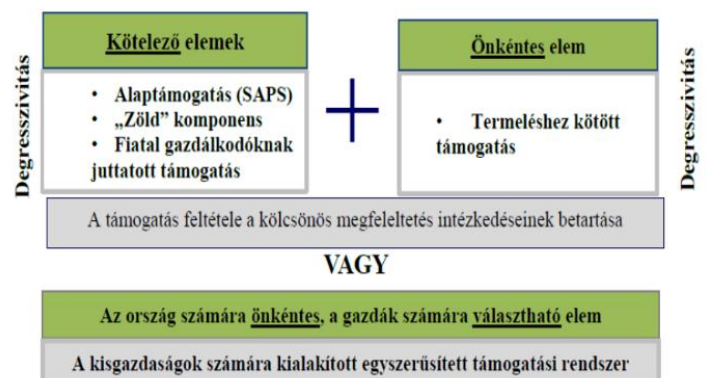 Degresszivitás
Kötelező elemek
• Alaptámogatás (SAPS)
• „Zöld” komponens
• Fiatal gazdálkodóknak
juttatott támogatás
+
Önkéntes elem
• Termeléshez kötött
támogatás
Degresszivitás
A támogatás feltétele a kölcsönös megfeleltetés intézkedéseinek betartása
VAGY
Az ország számára önkéntes, a gazdák számára választható elem
A kisgazdaságok számára kialakított egyszerűsített támogatási rendszer